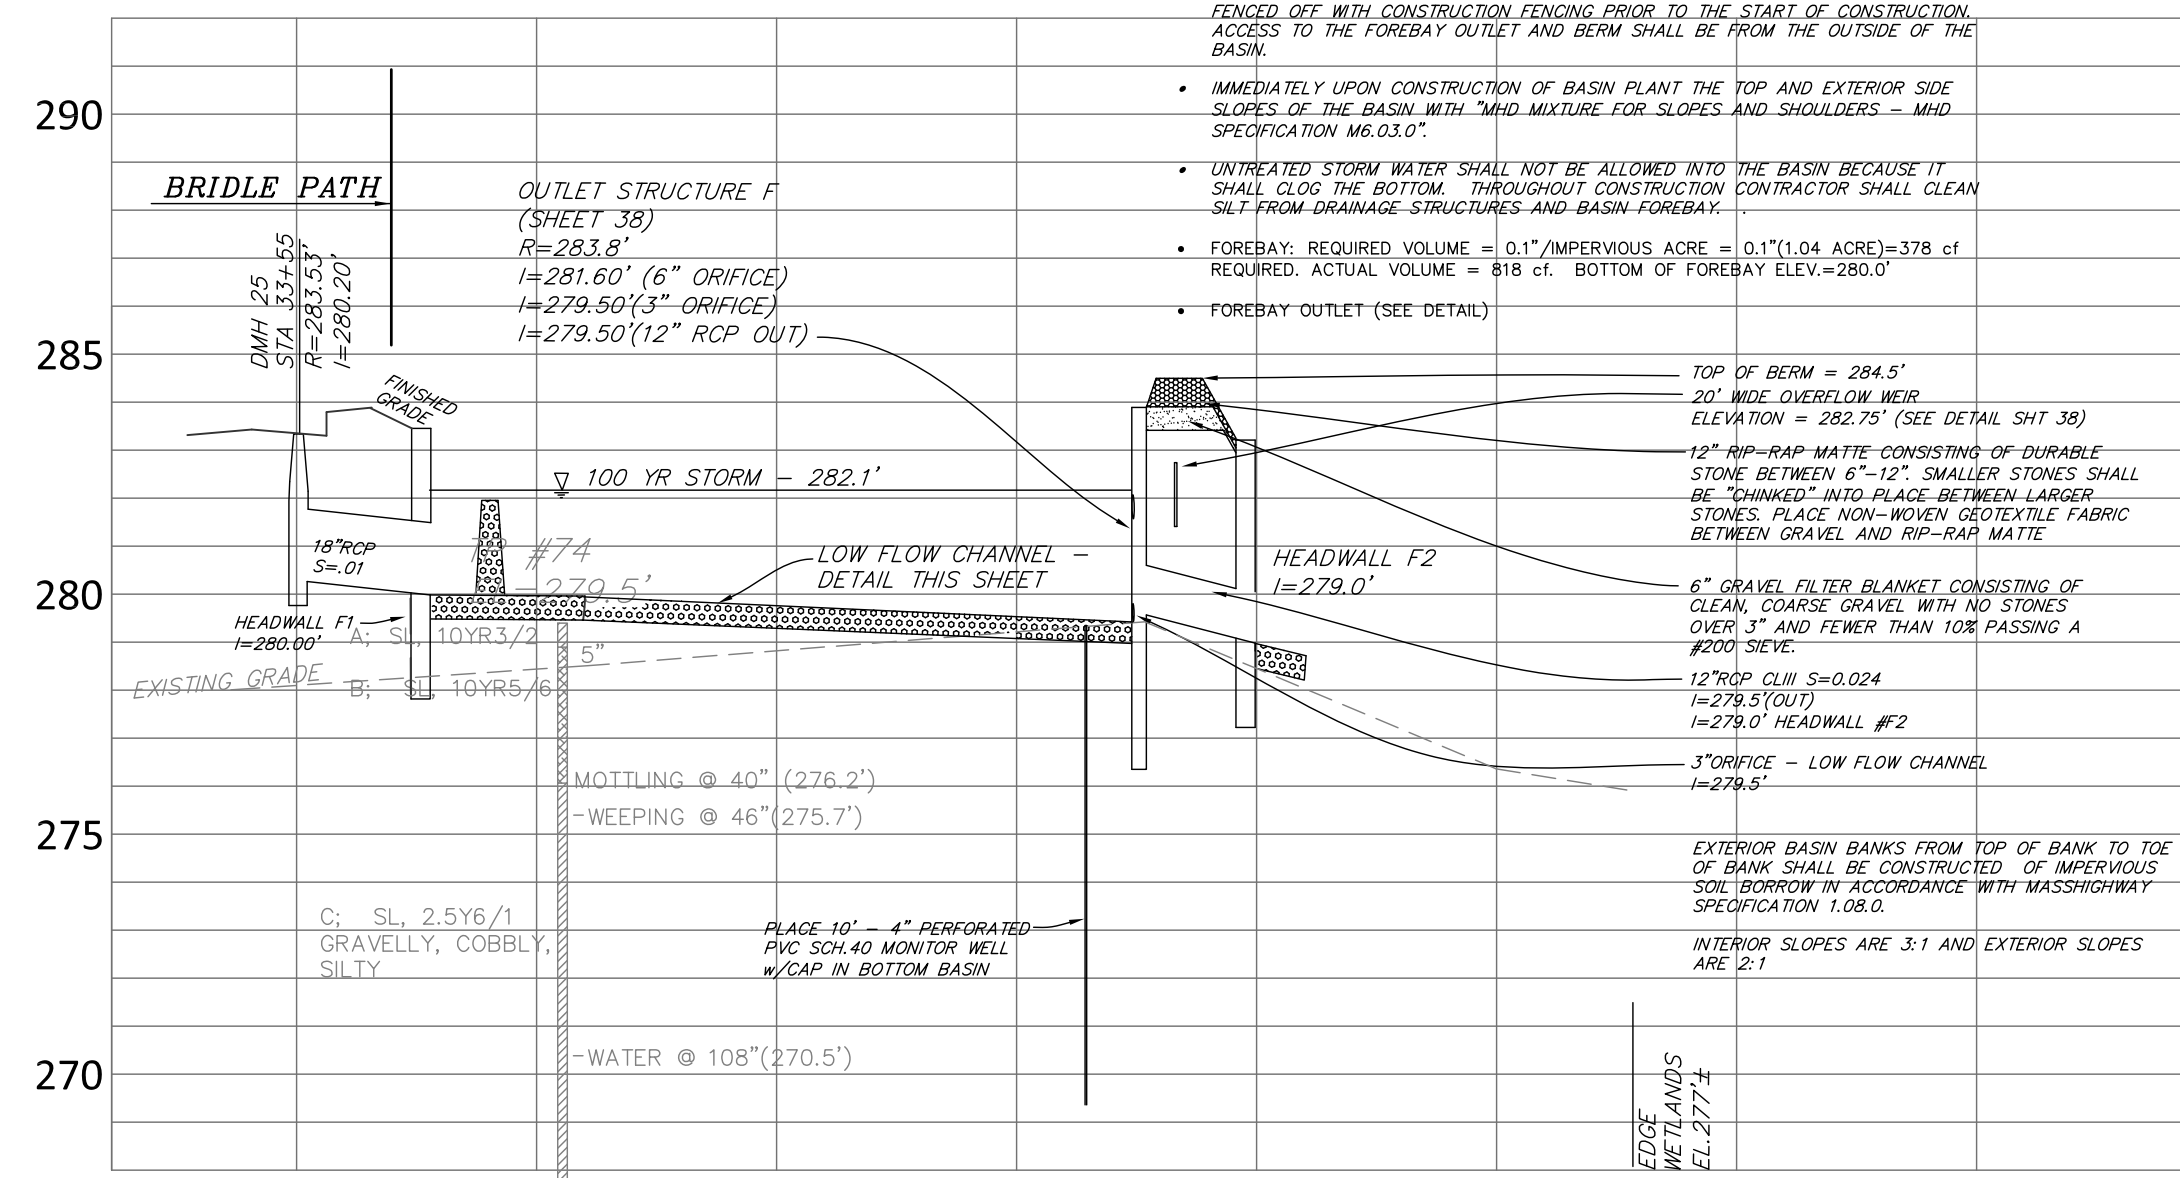 FENCED OFF WITH CONSTRUCTION FENCING PRIOR TO THE START OF CONSTRUCTION.
ACCESS TO THE FOREBAY OUTLET AND BERM SHALL BE FROM THE OUTSIDE OF THE
BASIN.
• IMMEDIATELY UPON CONSTRUCTION OF BASIN PLANT THE TOP AND EXTERIOR SIDE
SLOPES OF THE BASIN WITH "MHD MIXTURE FOR SLOPES AND SHOULDERS – MHD
SPECIFICATION M6.03.0".
• UNTREATED STORM WATER SHALL NOT BE ALLOWED INTO THE BASIN BECAUSE IT
SHALL CLOG THE BOTTOM. THROUGHOUT CONSTRUCTION CONTRACTOR SHALL CLEAN
SILT FROM DRAINAGE STRUCTURES AND BASIN FOREBAY. .
• FOREBAY: REQUIRED VOLUME = 0.1"/IMPERVIOUS ACRE = 0.1"(1.04 ACRE)=378 cf
REQUIRED. ACTUAL VOLUME = 818 cf. BOTTOM OF FOREBAY ELEV.=280.0'
• FOREBAY OUTLET (SEE DETAIL)
290
285
280
275
270
BRIDLE PATH
DMH 25
STA 33+55
R=283.53'
I=280.20'
OUTLET STRUCTURE F
(SHEET 38)
R=283.8'
I=281.60' (6" ORIFICE)
I=279.50'(3" ORIFICE)
I=279.50'(12" RCP OUT)
FINISHED
GRADE
100 YR STORM – 282.1'
18"RCP
S=.01
TP #74
279.5'
LOW FLOW CHANNEL –
DETAIL THIS SHEET
HEADWALL F1
I=280.00'
A; SL, 10YR3/2
5"
EXISTING GRADE
B; SL, 10YR5/6
MOTTLING @ 40" (276.2')
-WEEPING @ 46"(275.7')
C; SL, 2.5Y6/1
GRAVELLY, COBBLY,
SILTY
-WATER @ 108"(270.5')
PLACE 10' – 4" PERFORATED
PVC SCH.40 MONITOR WELL
w/CAP IN BOTTOM BASIN
HEADWALL F2
I=279.0'
TOP OF BERM = 284.5'
20' WIDE OVERFLOW WEIR
ELEVATION = 282.75' (SEE DETAIL SHT 38)
12" RIP–RAP MATTE CONSISTING OF DURABLE
STONE BETWEEN 6"–12". SMALLER STONES SHALL
BE "CHINKED" INTO PLACE BETWEEN LARGER
STONES. PLACE NON–WOVEN GEOTEXTILE FABRIC
BETWEEN GRAVEL AND RIP–RAP MATTE
6" GRAVEL FILTER BLANKET CONSISTING OF
CLEAN, COARSE GRAVEL WITH NO STONES
OVER 3" AND FEWER THAN 10% PASSING A
#200 SIEVE.
12"RCP CLIII S=0.024
I=279.5'(OUT)
I=279.0' HEADWALL #F2
3"ORIFICE – LOW FLOW CHANNEL
I=279.5'
EXTERIOR BASIN BANKS FROM TOP OF BANK TO TOE
OF BANK SHALL BE CONSTRUCTED OF IMPERVIOUS
SOIL BORROW IN ACCORDANCE WITH MASSHIGHWAY
SPECIFICATION 1.08.0.
INTERIOR SLOPES ARE 3:1 AND EXTERIOR SLOPES
ARE 2:1
EDGE
WETLANDS
EL.277'±